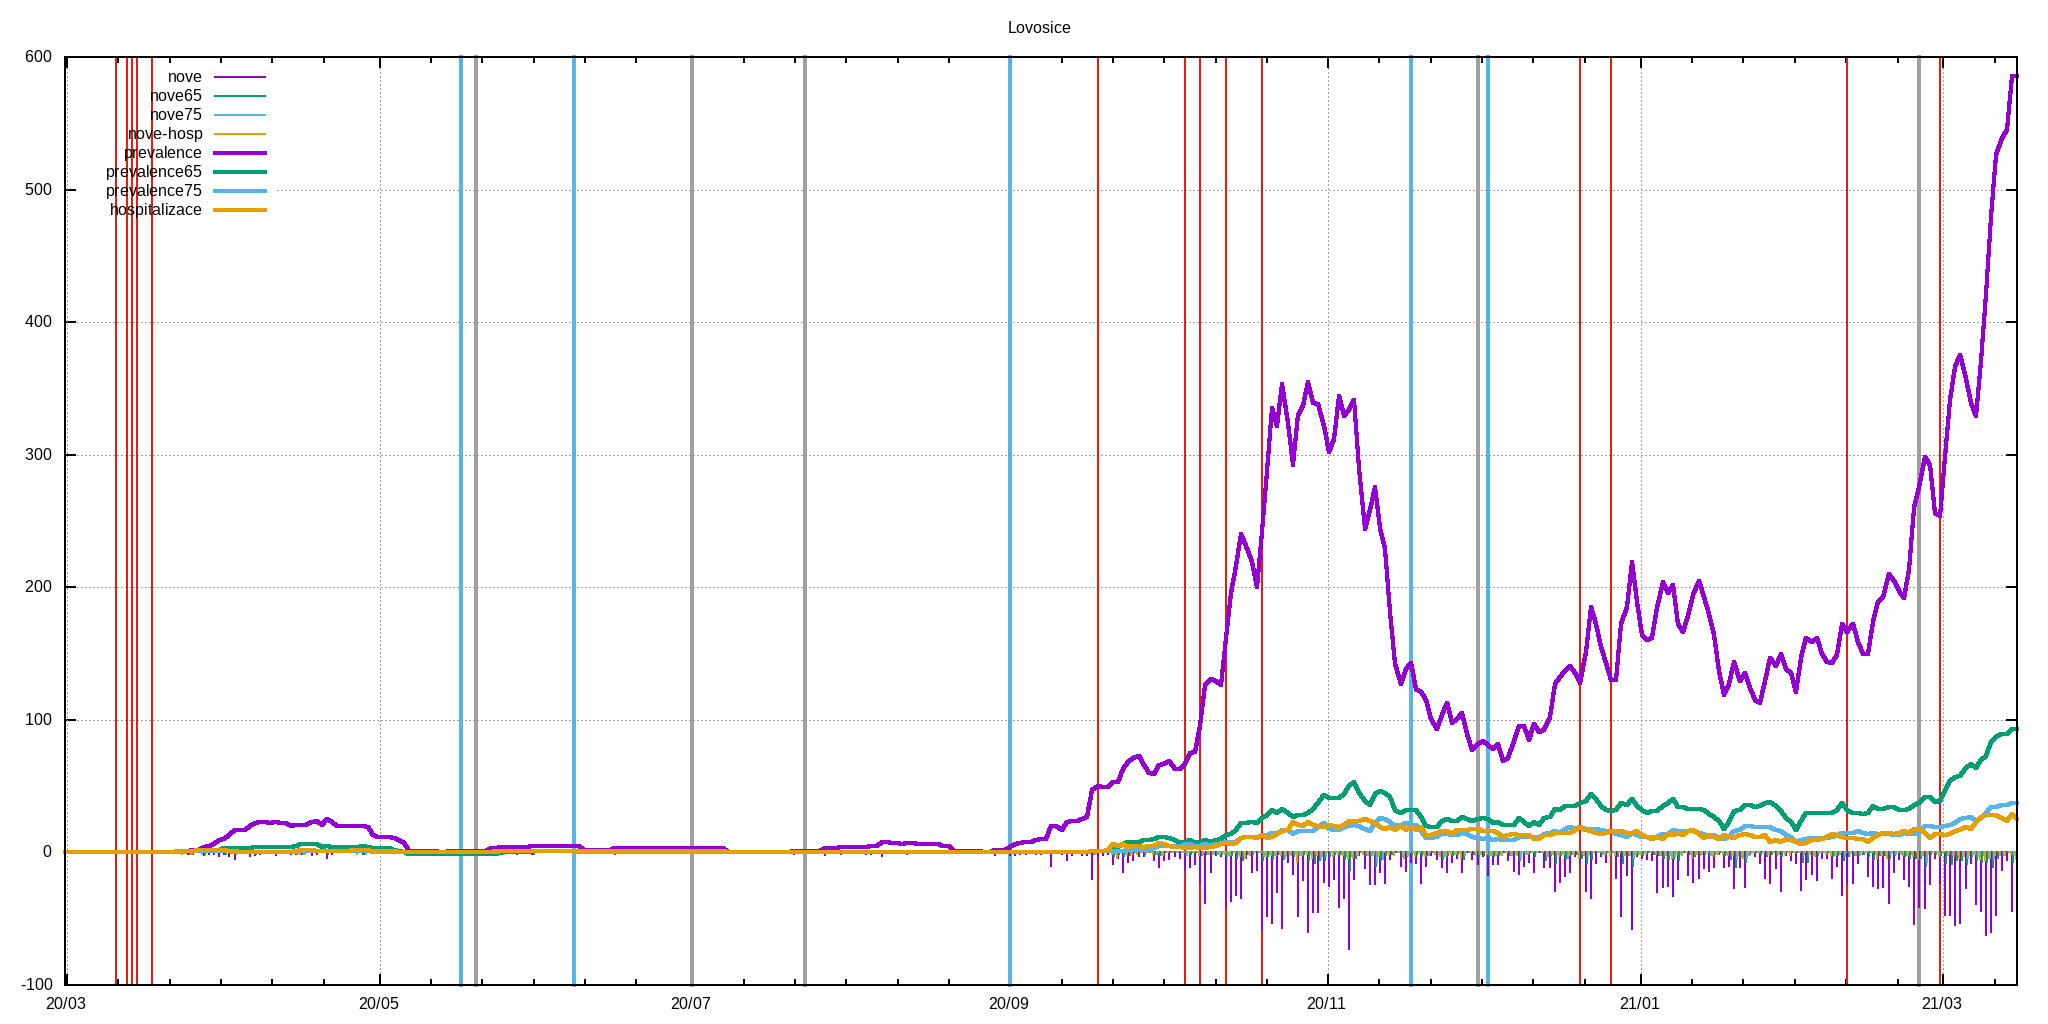 Lovosice
600
500
400
300
200
100
0
-100
nove
nove65
nove75
nove-hosp
prevalence
prevalence65
prevalence75
hospitalizace
20/03 20/05 20/07 20/09 20/11 21/01 21/03